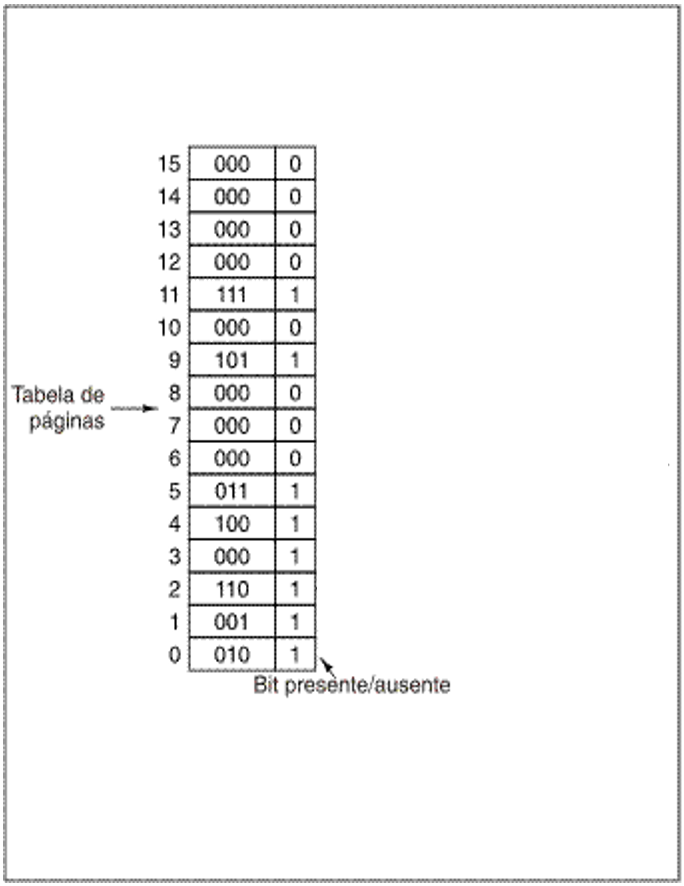 15 000 0
14 000 0
13 000 0
12 000 0
11 111 1
10 000 0
9 101 1
Tabela de
páginas
8 000 0
7 000 0
6 000 0
5 011 1
4 100 1
3 000 1
2 110 1
1 001 1
0 010 1
Bit presente/ausente